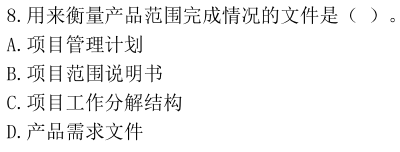 8.用来衡量产品范围完成情况的文件是（ ）。
A.项目管理计划
B.项目范围说明书
C.项目工作分解结构
D.产品需求文件